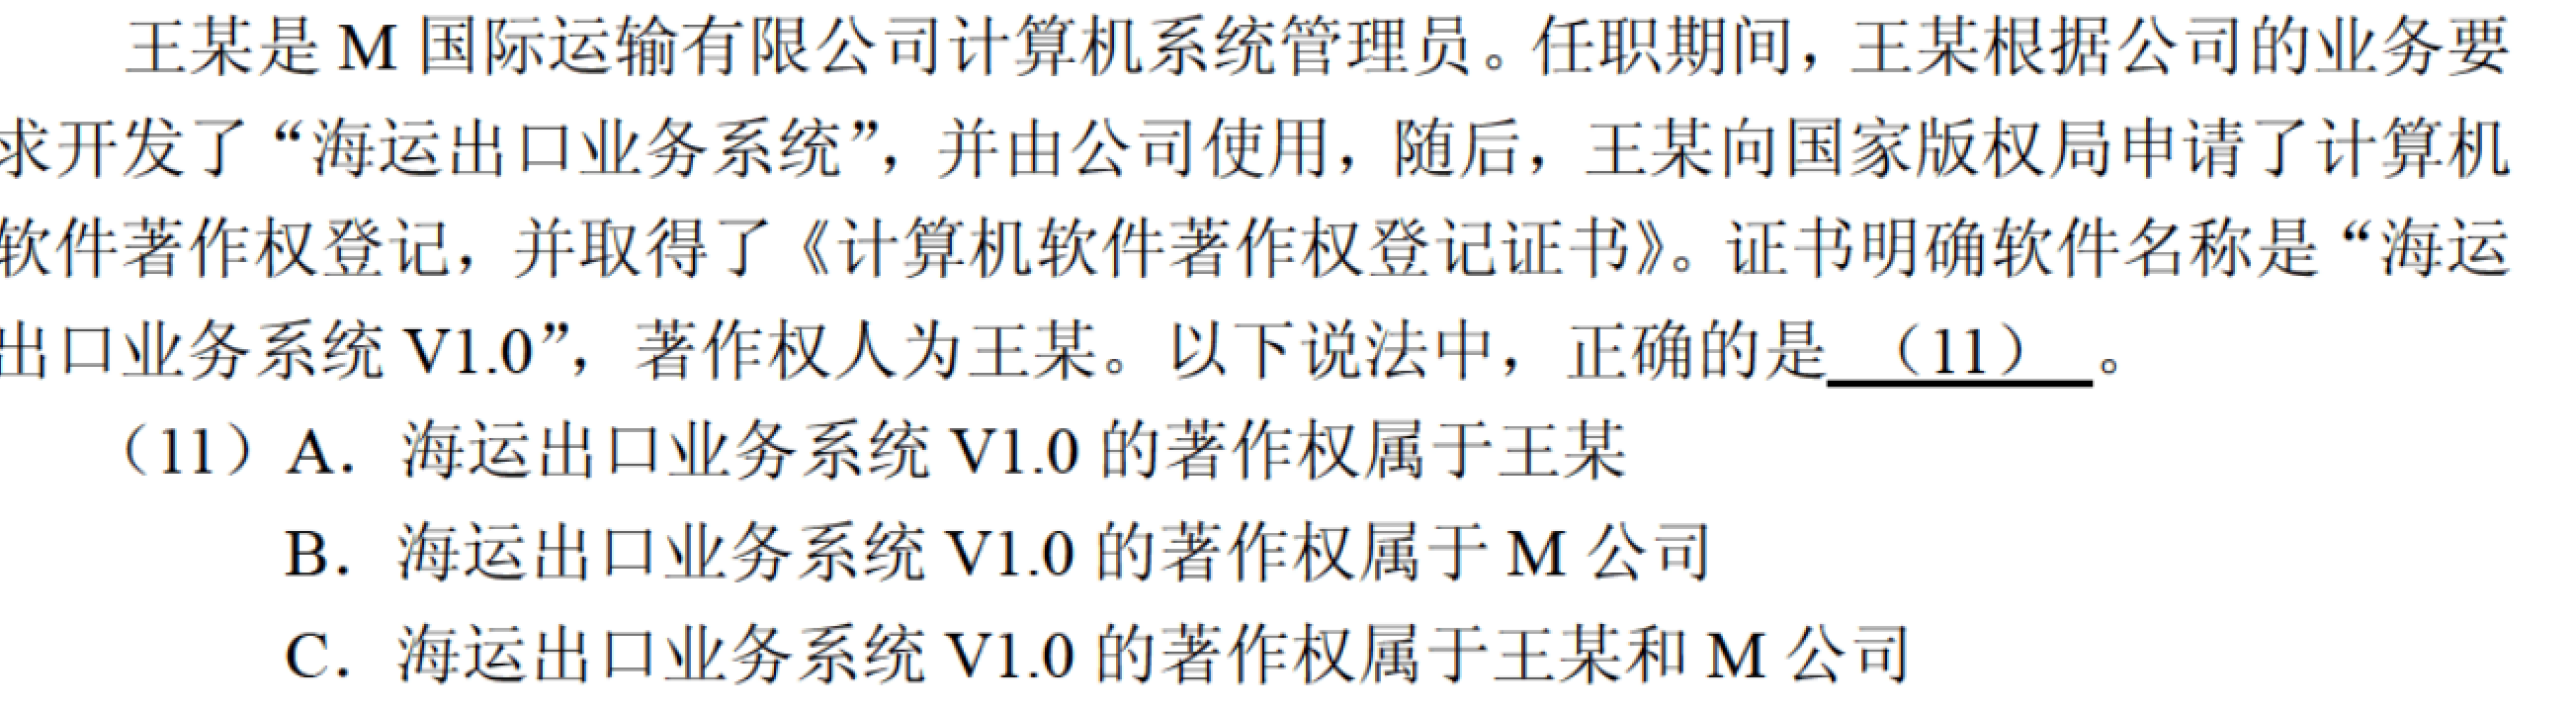 王某是 M 国际运输有限公司计算机系统管理员。任职期间，王某根据公司的业务要
求开发了“海运出口业务系统”，并由公司使用，随后，王某向国家版权局申请了计算机
软件著作权登记，并取得了《计算机软件著作权登记证书》。证书明确软件名称是“海运
出口业务系统 V1.0”，著作权人为王某。以下说法中，正确的是 （11） 。
（11）A．海运出口业务系统 V1.0 的著作权属于王某
B．海运出口业务系统 V1.0 的著作权属于 M 公司
C．海运出口业务系统 V1.0 的著作权属于王某和 M 公司